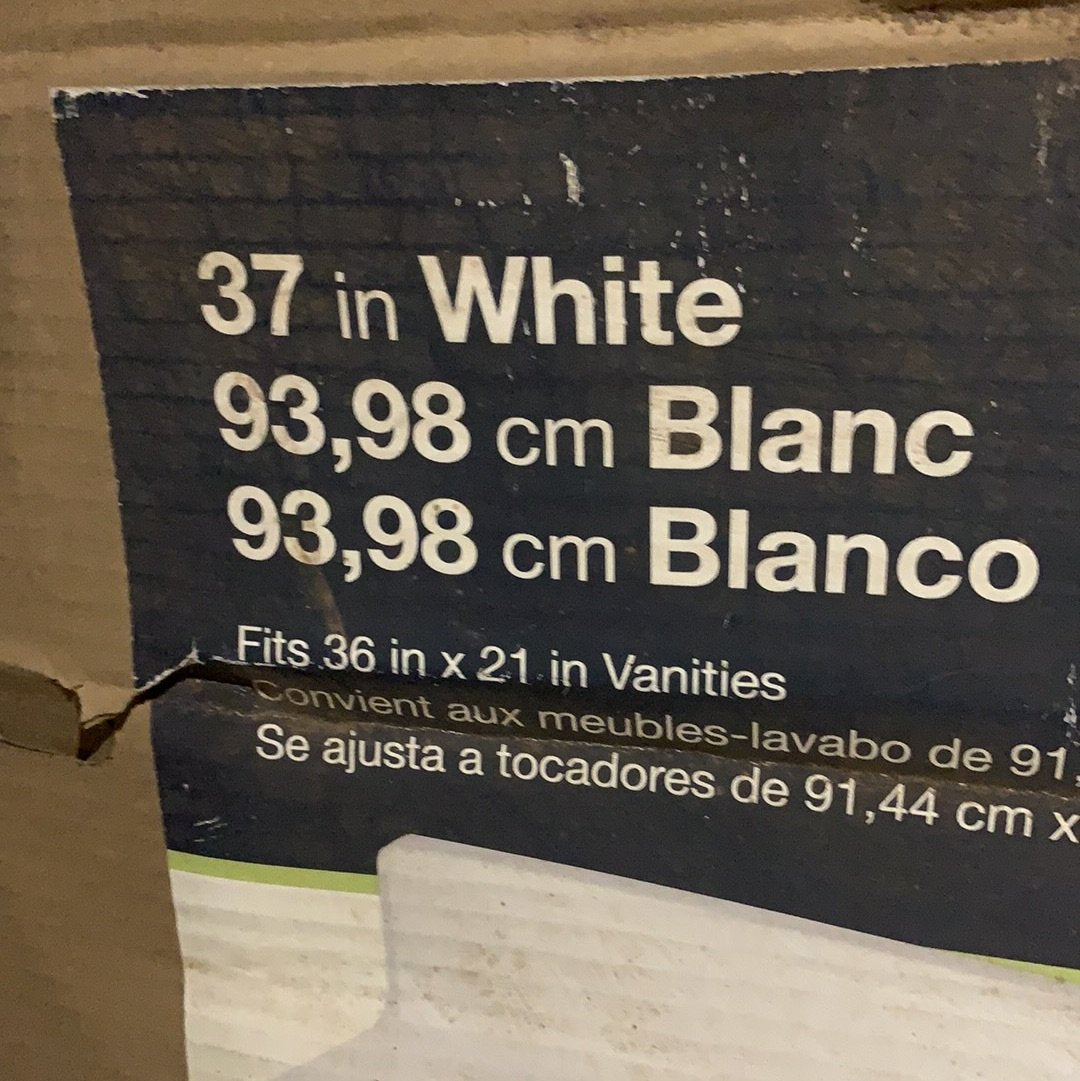 37 in White
93,98 cm Blanc
93,98 cm Blanco
Fits 36 in x 21 in Vanities
Convient aux meubles-lavabo de 91,
Se ajusta a tocadores de 91,44 cm x